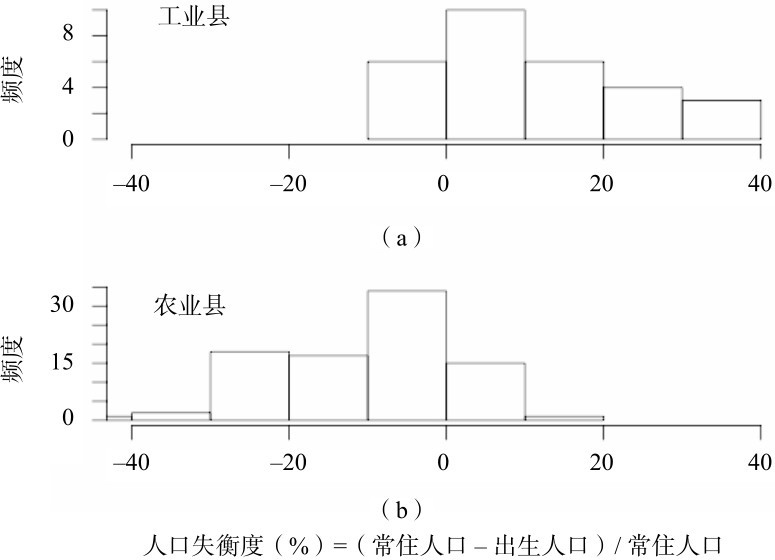 工业县
频度
8
4
0
–40 –20 0 20 40
（a）
农业县
频度
30
15
0
–40 –20 0 20 40
（b）
人口失衡度（%）=（常住人口 – 出生人口）/ 常住人口